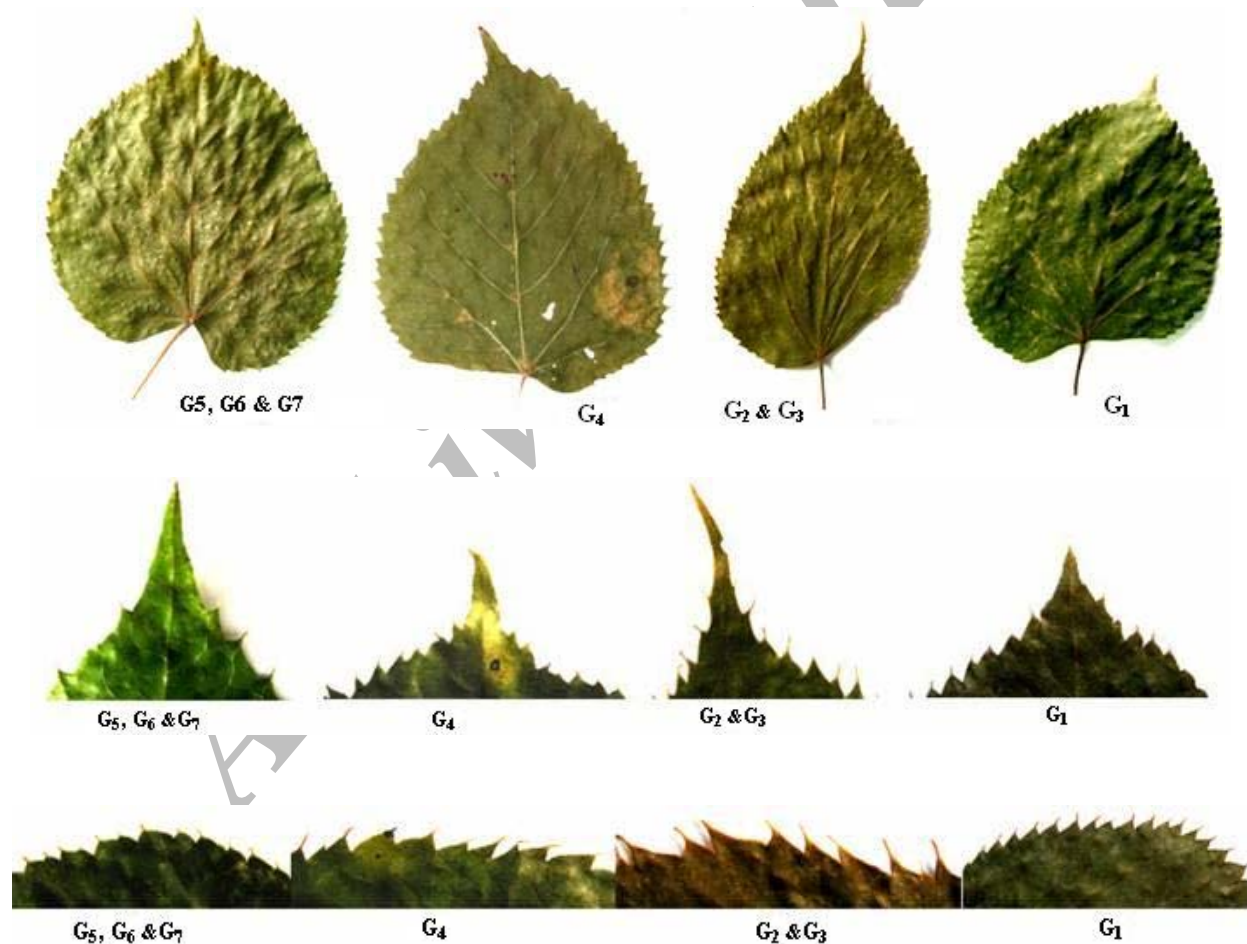 G5, G6 & G7 G₄ G₂ & G₃ G₁
G₅, G₆ &G₇ G₄ G₂ &G₃ G₁
G₅, G₆ &G₇ G₄ G₂ &G₃ G₁